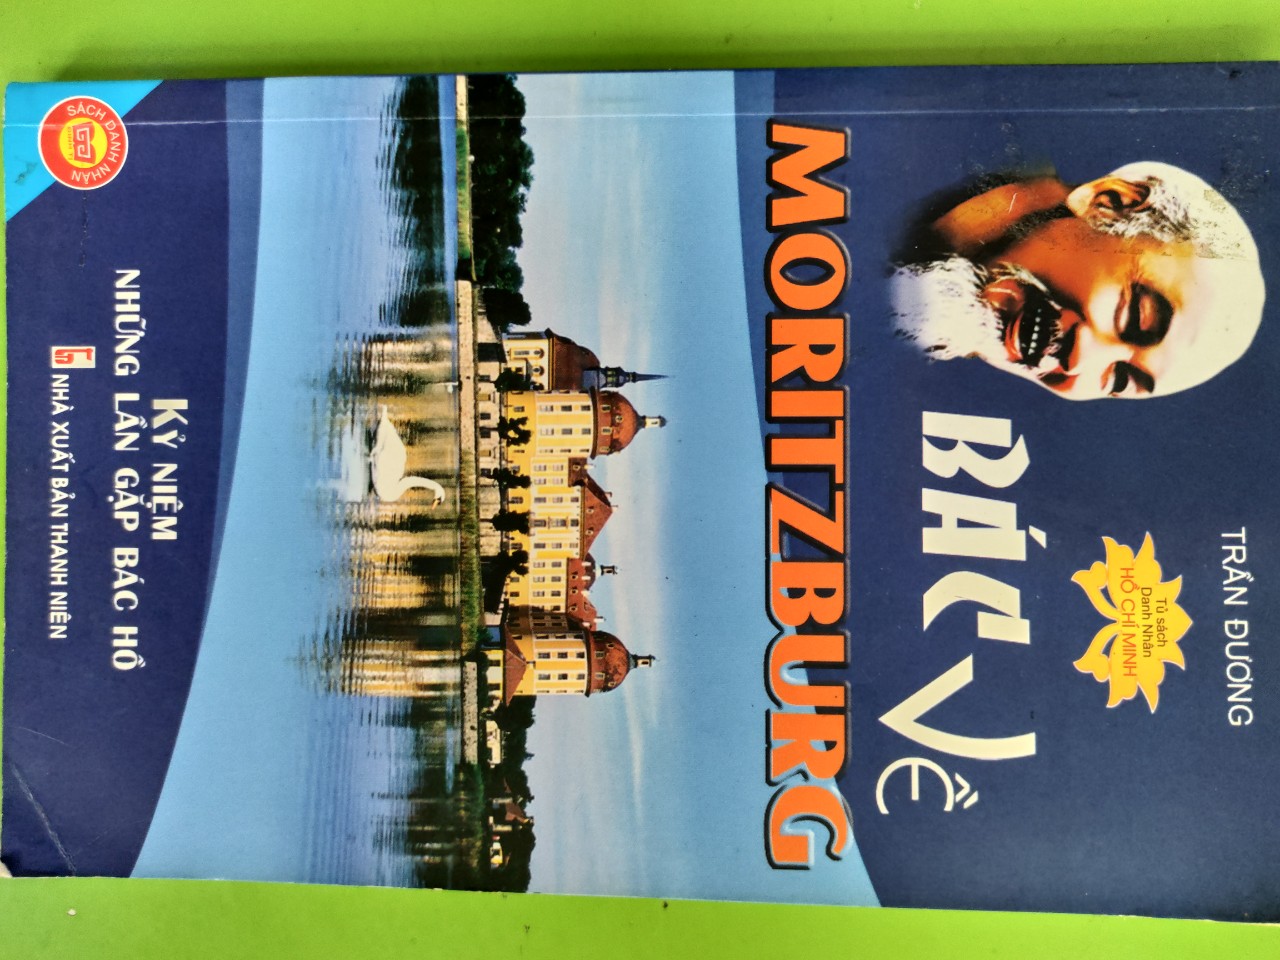 TRẦN ĐƯƠNG
Tủ sách
Danh Nhân
HỒ CHÍ MINH
BÁC VỀ
MORITZBURG
KỶ NIỆM
NHỮNG LẦN GẶP BÁC HỒ
NHÀ XUẤT BẢN THANH NIÊN
SÁCH DANH NHÂN